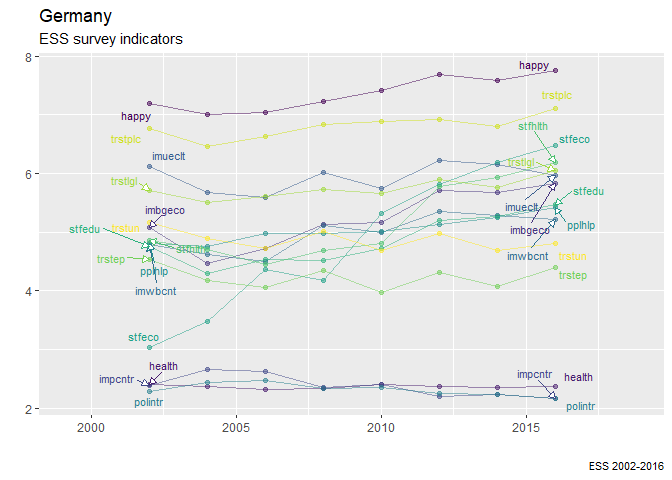 Germany
ESS survey indicators
8
6
4
2
happy
trstplc
imueclt
trstlgl
imbgeco
trstun
stfedu
stfhlth
trstep
pplhlp
imwbcnt
stfeco
health
impcntr
polintr
happy
trstplc
stfhlth
stfeco
trstlgl
stfedu
imueclt
pplhlp
imbgeco
imwbcnt
trstun
trstep
impcntr
health
polintr
2000
2005
2010
2015
ESS 2002-2016